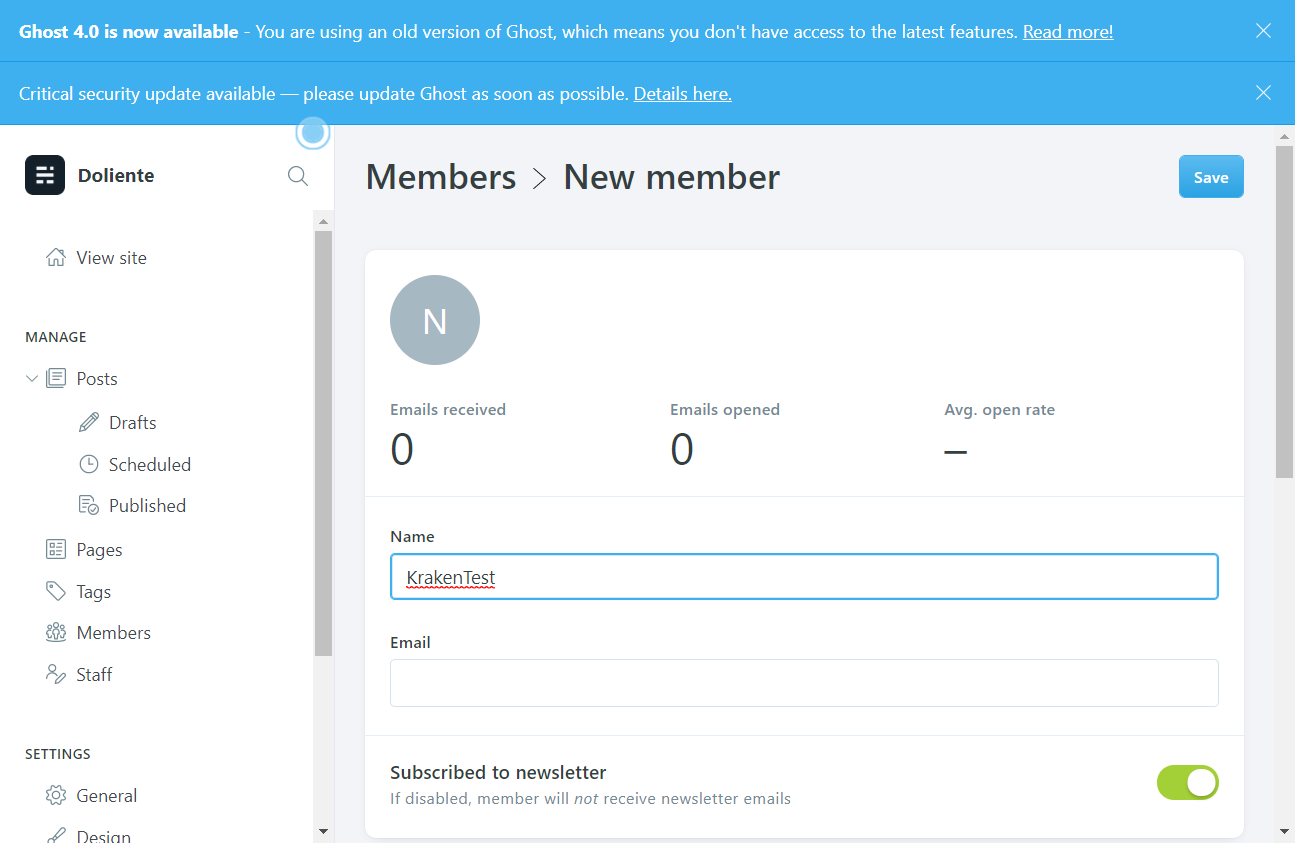 Ghost 4.0 is now available - You are using an old version of Ghost, which means you don't have access to the latest features. Read more!
Critical security update available — please update Ghost as soon as possible. Details here.
Doliente
View site
MANAGE
Posts
Drafts
Scheduled
Published
Pages
Tags
Members
Staff
SETTINGS
General
Design
Members > New member
Save
N
Emails received
0
Emails opened
0
Avg. open rate
–
Name
KrakenTest
Email
Subscribed to newsletter
If disabled, member will not receive newsletter emails